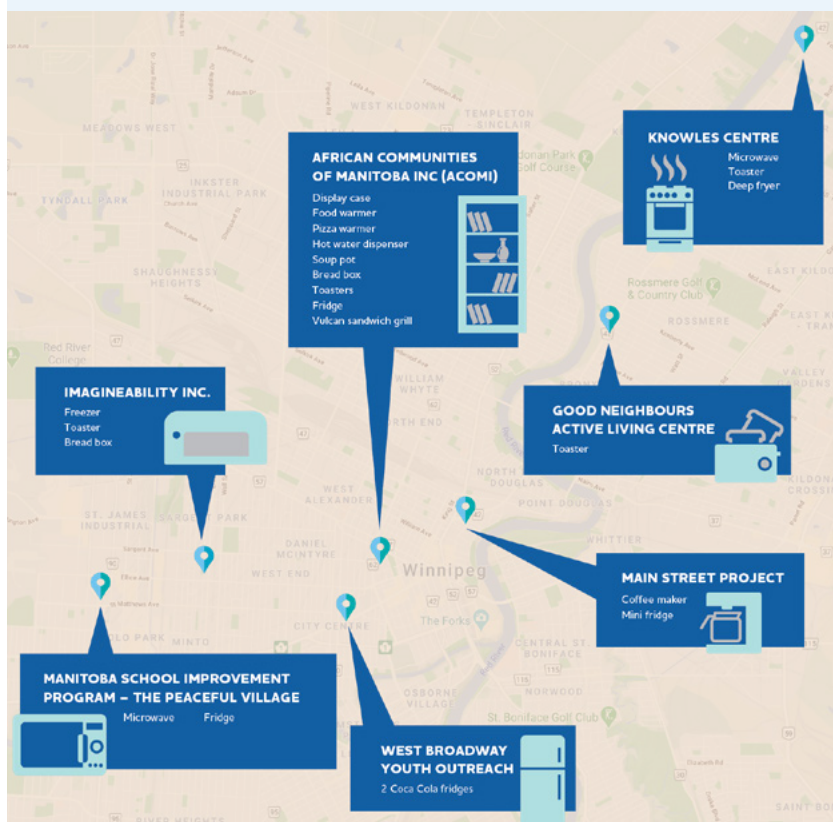 WEST KILDONAN
TEMPLETON - SINCLAIR
MEADOWS WEST
KNOWLES CENTRE
Microwave
Toaster
Deep fryer
AFRICAN COMMUNITIES
OF MANITOBA INC (ACOMI)
Display case
Food warmer
Pizza warmer
Hot water dispenser
Soup pot
Bread box
Toasters
Fridge
Vulcan sandwich grill
Golf Course
INKSTER
INDUSTRIAL PARK
TYNDALL PARK
SHAUGHNESSY
HEIGHTS
EAST KILDO
Rossmere Golf
& Country Club
ROSSMERE
Red River
College
VALLEY
GARDENS
IMAGINEABILITY INC.
Freezer
Toaster
Bread box
WILLIAM
WHYTE
GOOD NEIGHBOURS
ACTIVE LIVING CENTRE
Toaster
KILDONA
CROSSING
NORTH
DOUGLAS
POINT DOUGLAS
WEST
ALEXANDER
ST. JAMES
INDUSTRIAL
SARGENT PARK
DANIEL
MCINTYRE
WEST END
WHITTIER
Winnipeg
MAIN STREET PROJECT
Coffee maker
Mini fridge
CITY CENTRE
The Forks
MINTO
CENTRAL ST.
BONIFACE
MANITOBA SCHOOL IMPROVEMENT
PROGRAM – THE PEACEFUL VILLAGE
Microwave Fridge
OSBORNE
VILLAGE
NORWOOD
St. Boniface Golf Club
WEST BROADWAY
YOUTH OUTREACH
2 Coca Cola fridges
RIVER HEIGHTS